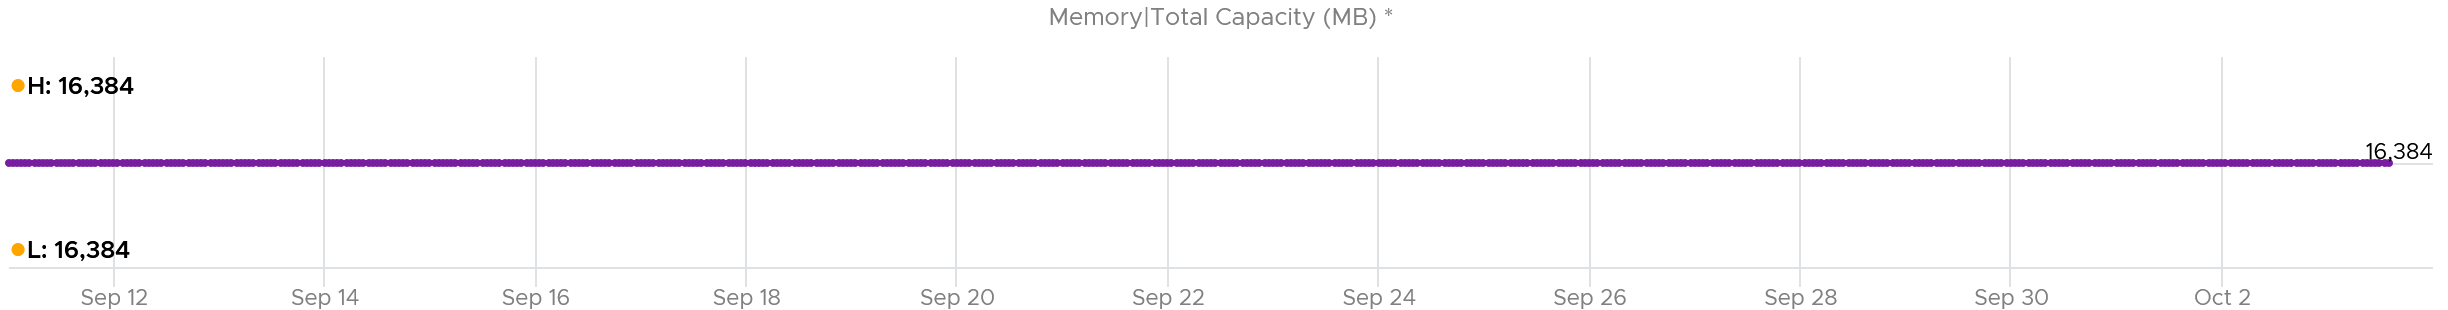 Memory|Total Capacity (MB) *
H: 16,384
16,384
L: 16,384
Sep 12 Sep 14 Sep 16 Sep 18 Sep 20 Sep 22 Sep 24 Sep 26 Sep 28 Sep 30 Oct 2